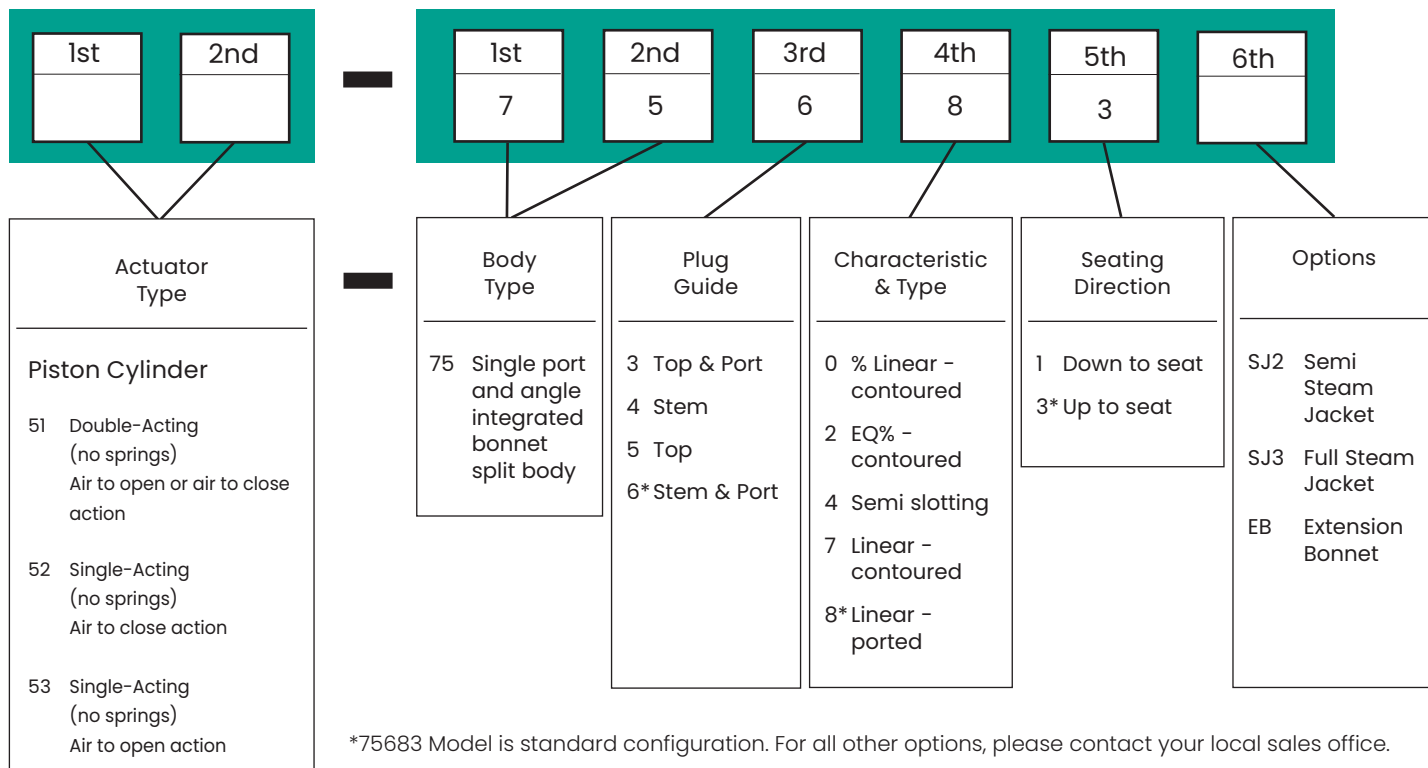 1st
2nd
1st
7
2nd
5
3rd
6
4th
8
5th
3
6th
Actuator
Type
Piston Cylinder
51 Double-Acting
(no springs)
Air to open or air to close
action
52 Single-Acting
(no springs)
Air to close action
53 Single-Acting
(no springs)
Air to open action
Body
Type
75 Single port
and angle
integrated
bonnet
split body
Plug
Guide
3 Top & Port
4 Stem
5 Top
6* Stem & Port
Characteristic
& Type
0 % Linear -
contoured
2 EQ% -
contoured
4 Semi slotting
7 Linear -
contoured
8* Linear -
ported
Seating
Direction
1 Down to seat
3* Up to seat
Options
SJ2 Semi
Steam
Jacket
SJ3 Full Steam
Jacket
EB Extension
Bonnet
*75683 Model is standard configuration. For all other options, please contact your local sales office.